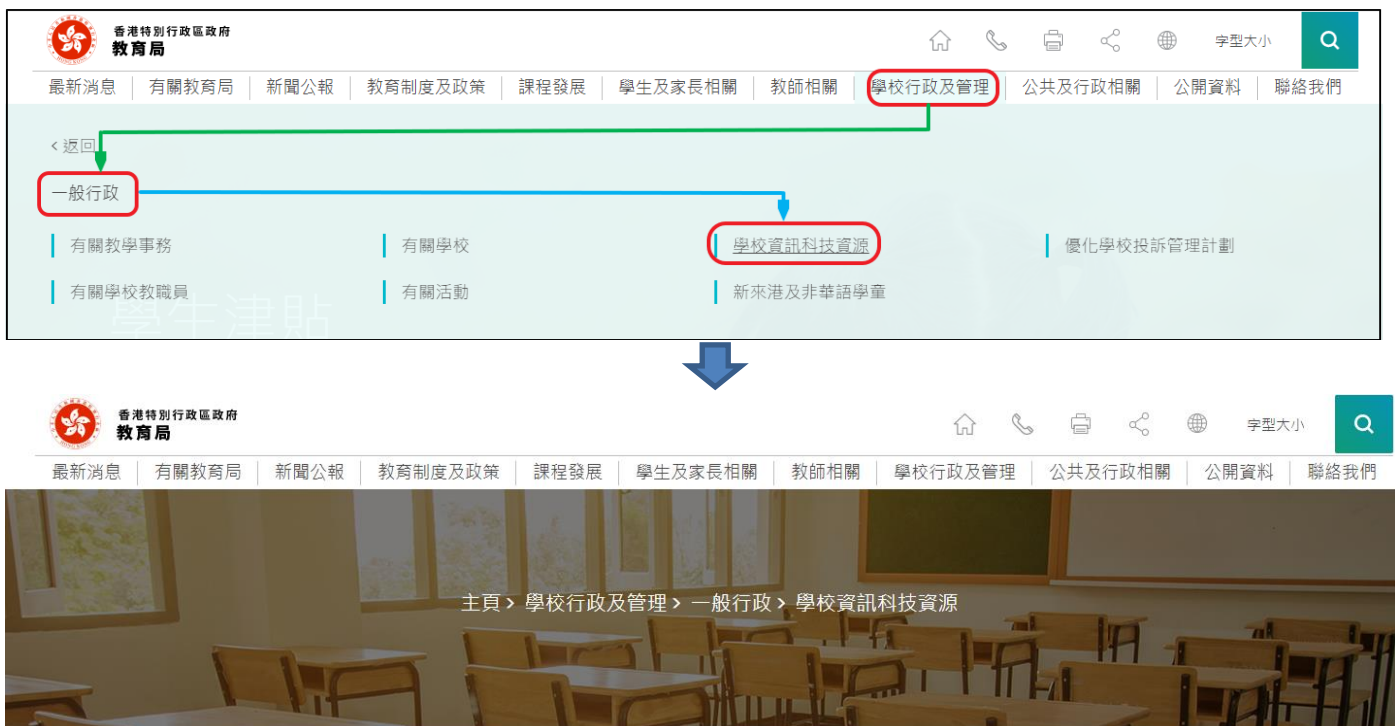 香港特別行政區政府
教育局
字型大小
最新消息 有關教育局 新聞公報 教育制度及政策 課程發展 學生及家長相關 教師相關 學校行政及管理 公共及行政相關 公開資料 聯絡我們
< 返回
一般行政
有關教學事務 有關學校 學校資訊科技資源 優化學校投訴管理計劃
有關學校教職員 有關活動 新來港及非華語學童
學生津貼
香港特別行政區政府
教育局
字型大小
最新消息 有關教育局 新聞公報 教育制度及政策 課程發展 學生及家長相關 教師相關 學校行政及管理 公共及行政相關 公開資料 聯絡我們
主頁 > 學校行政及管理 > 一般行政 > 學校資訊科技資源